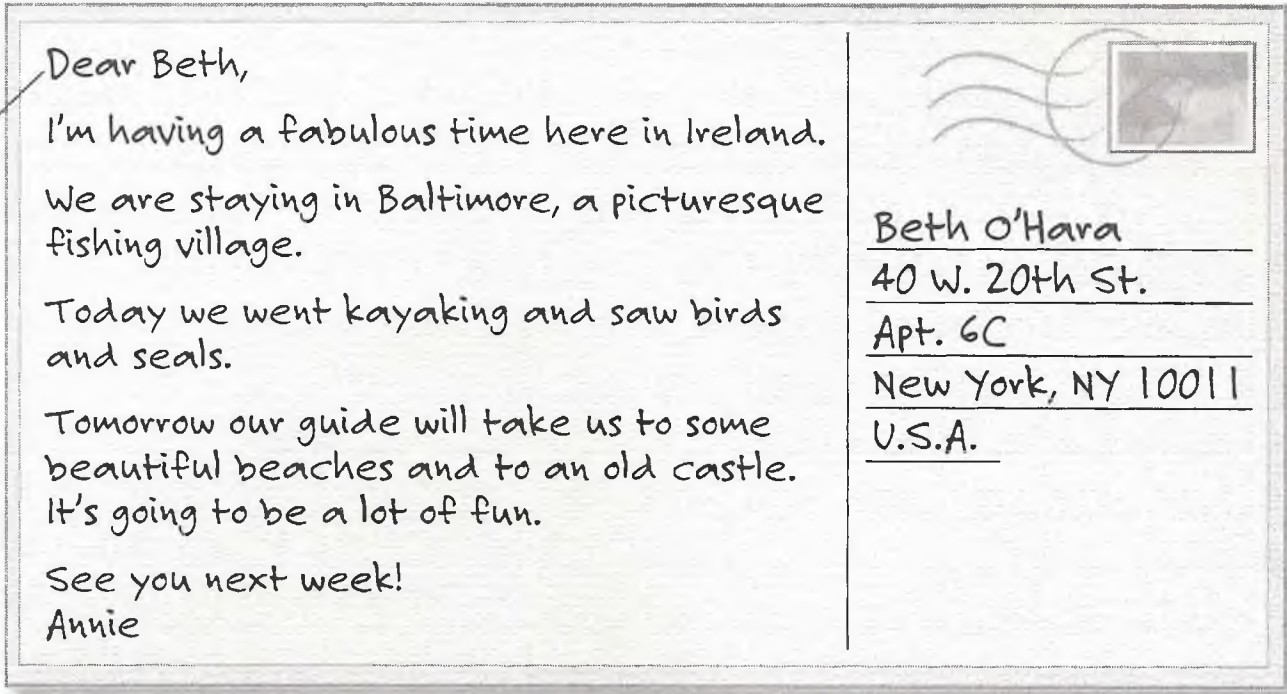 Dear Beth,
I'm having a fabulous time here in Ireland.
We are staying in Baltimore, a picturesque
fishing village.
Today we went kayaking and saw birds
and seals.
Tomorrow our guide will take us to some
beautiful beaches and to an old castle.
It's going to be a lot of fun.
See you next week!
Annie
Beth O'Hara
40 W. 20th St.
Apt. 6C
New York, NY 10011
U.S.A.